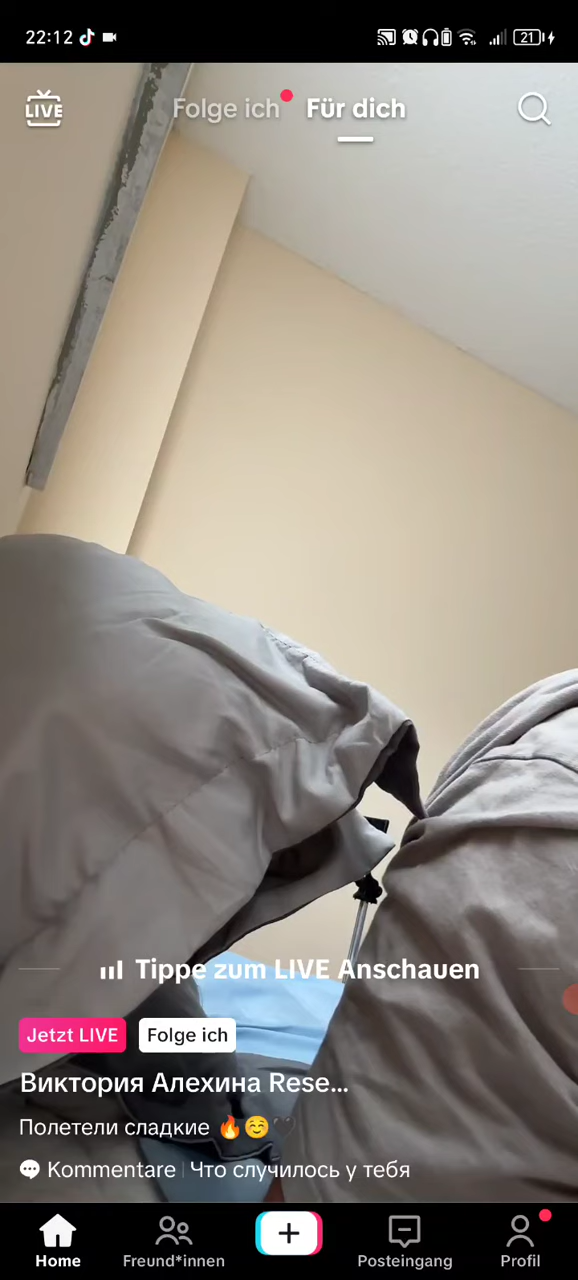 22:12
21
LIVE
Folge ich
Für dich
Tippe zum LIVE Anschauen
Jetzt LIVE
Folge ich
Виктория Алехина Rese...
Полетели сладкие 🔥☺️🖤
Kommentare | Что случилось у тебя
Home
Freund*innen
Posteingang
Profil